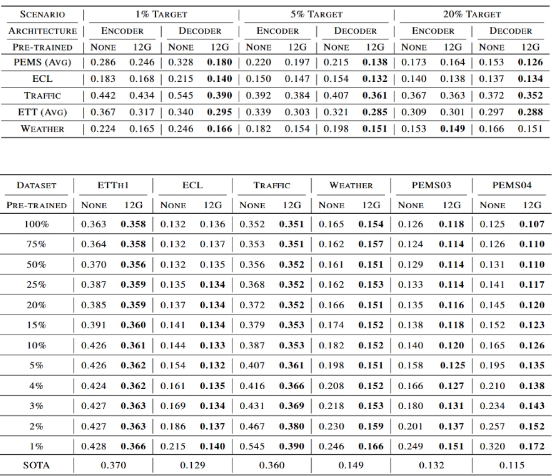 SCENARIO 1% TARGET 5% TARGET 20% TARGET
ARCHITECTURE ENCODER DECODER ENCODER DECODER ENCODER DECODER
PRE-TRAINED NONE 12G NONE 12G NONE 12G NONE 12G NONE 12G NONE 12G
PEMS (AVG) 0.286 0.246 0.328 0.180 0.220 0.197 0.215 0.138 0.173 0.164 0.153 0.126
ECL 0.183 0.168 0.215 0.140 0.150 0.147 0.154 0.132 0.140 0.138 0.137 0.134
TRAFFIC 0.442 0.434 0.545 0.390 0.392 0.384 0.407 0.361 0.367 0.363 0.372 0.352
ETT (AVG) 0.367 0.317 0.340 0.295 0.339 0.303 0.321 0.285 0.309 0.301 0.297 0.288
WEATHER 0.224 0.165 0.246 0.166 0.182 0.154 0.198 0.151 0.153 0.149 0.166 0.151
DATASET ETTH1 ECL TRAFFIC WEATHER PEMS03 PEMS04
PRE-TRAINED NONE 12G NONE 12G NONE 12G NONE 12G NONE 12G NONE 12G
100% 0.363 0.358 0.132 0.136 0.352 0.351 0.165 0.154 0.126 0.118 0.125 0.107
75% 0.364 0.358 0.132 0.137 0.353 0.351 0.162 0.157 0.124 0.114 0.126 0.110
50% 0.370 0.356 0.132 0.135 0.356 0.352 0.161 0.151 0.129 0.114 0.131 0.110
25% 0.387 0.359 0.135 0.134 0.368 0.352 0.162 0.153 0.133 0.114 0.141 0.117
20% 0.385 0.359 0.137 0.134 0.372 0.352 0.166 0.151 0.135 0.116 0.145 0.120
15% 0.391 0.360 0.141 0.134 0.379 0.353 0.174 0.152 0.138 0.118 0.152 0.123
10% 0.426 0.361 0.144 0.133 0.387 0.353 0.182 0.152 0.140 0.120 0.165 0.126
5% 0.426 0.362 0.154 0.132 0.407 0.361 0.198 0.151 0.158 0.125 0.195 0.135
4% 0.424 0.362 0.161 0.135 0.416 0.366 0.208 0.152 0.166 0.127 0.210 0.138
3% 0.427 0.363 0.169 0.134 0.431 0.369 0.218 0.153 0.180 0.131 0.234 0.143
2% 0.427 0.363 0.186 0.137 0.467 0.380 0.230 0.159 0.201 0.137 0.257 0.152
1% 0.428 0.366 0.215 0.140 0.545 0.390 0.246 0.166 0.249 0.151 0.320 0.172
SOTA 0.370 0.129 0.360 0.149 0.132 0.115